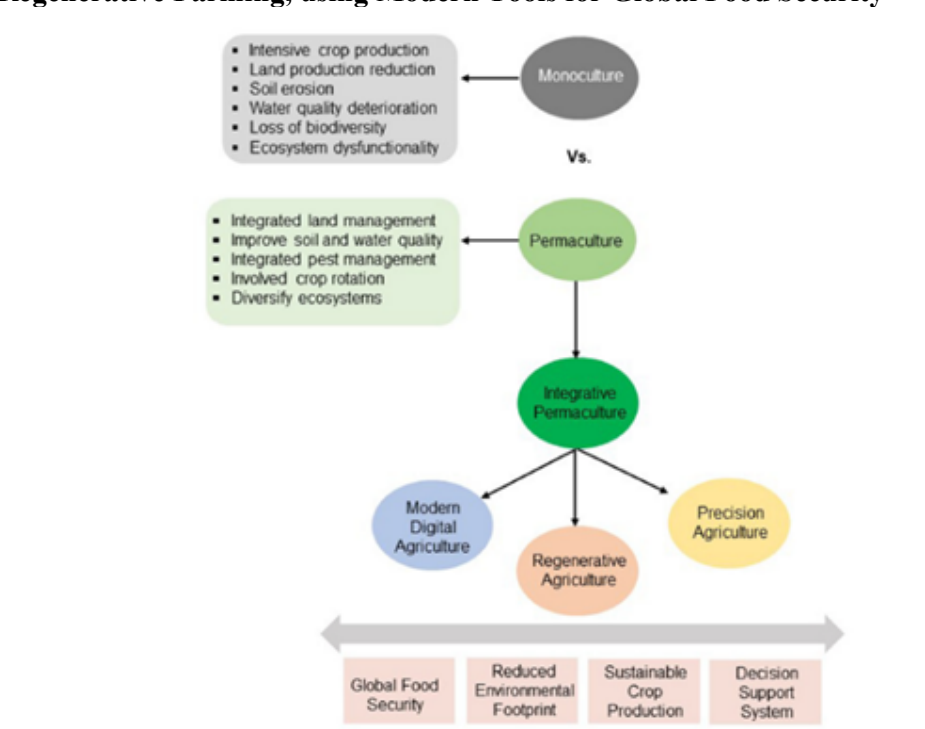 Regenerative Farming, using Modern Tools for Global Food Security
Intensive crop production
Land production reduction
Soil erosion
Water quality deterioration
Loss of biodiversity
Ecosystem dysfunctionality
Monoculture
Vs.
Integrated land management
Improve soil and water quality
Integrated pest management
Involved crop rotation
Diversify ecosystems
Permaculture
Integrative
Permaculture
Modern
Digital
Agriculture
Regenerative
Agriculture
Precision
Agriculture
Global Food
Security
Reduced
Environmental
Footprint
Sustainable
Crop
Production
Decision
Support
System